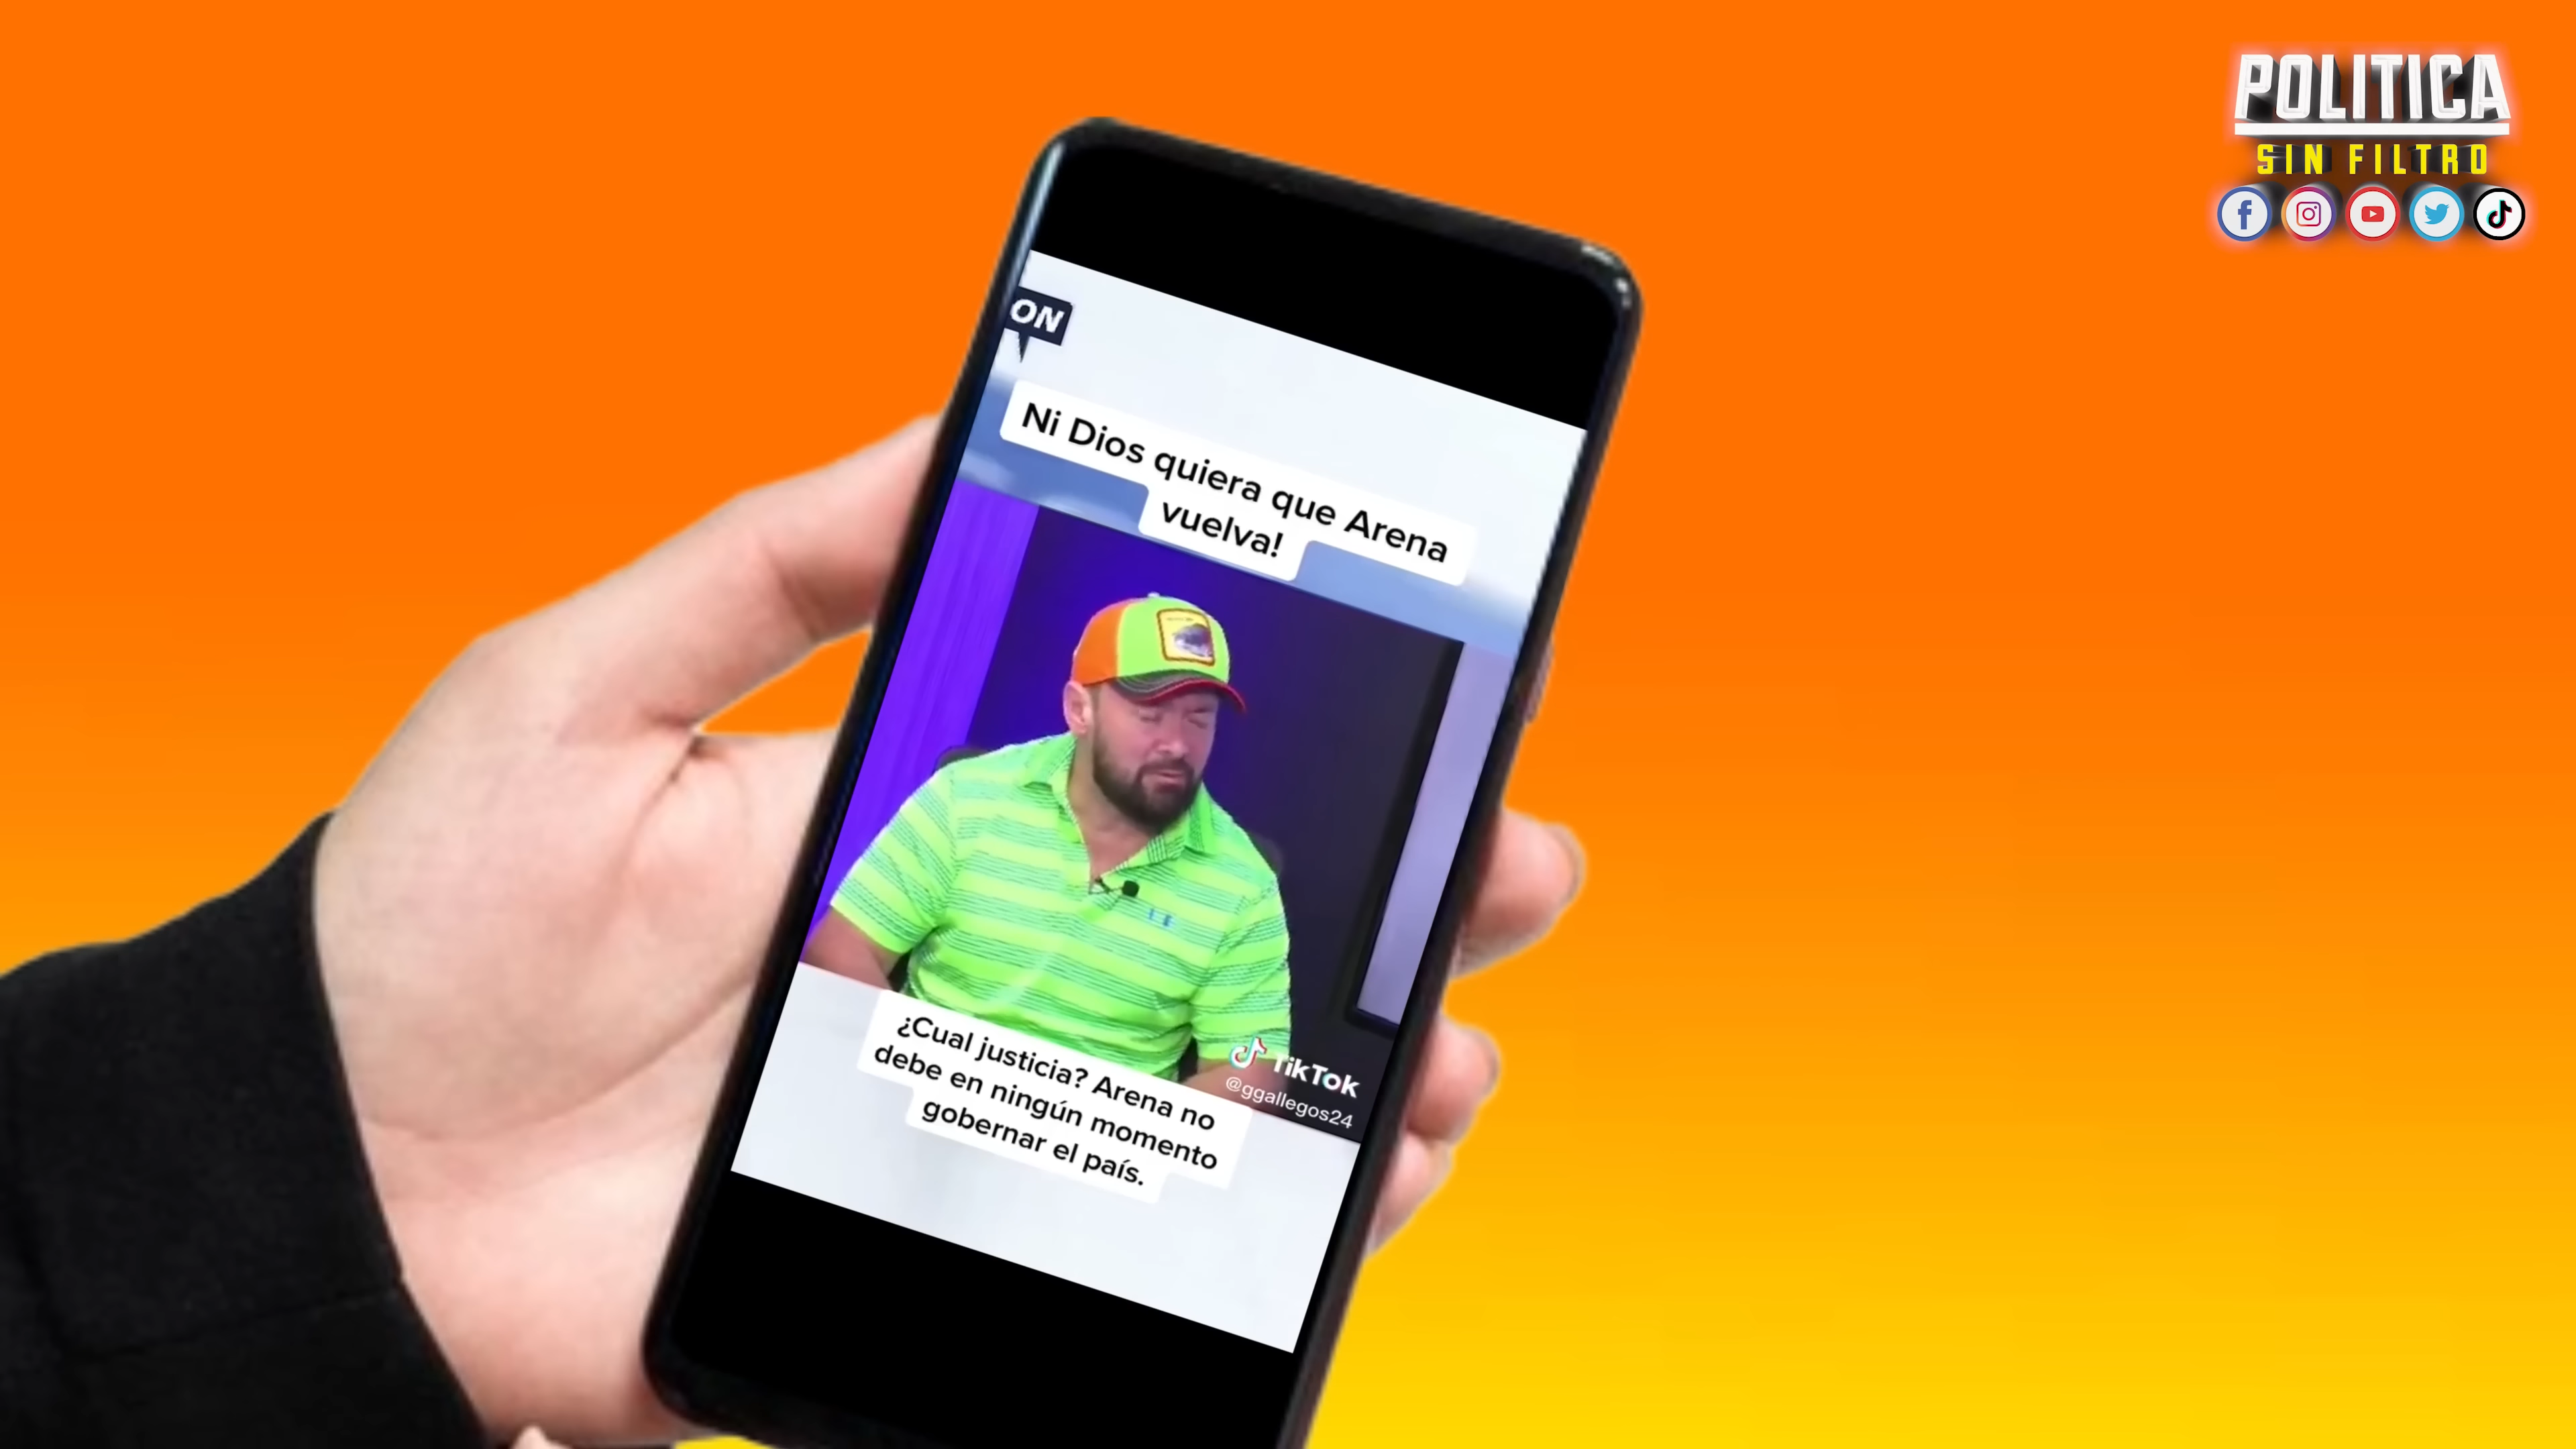 POLITICA
SIN FILTRO
ON
Ni Dios quiera que Arena
vuelva!
¿Cual justicia? Arena no
debe en ningún momento
gobernar el país.
TikTok
@ggallegos24